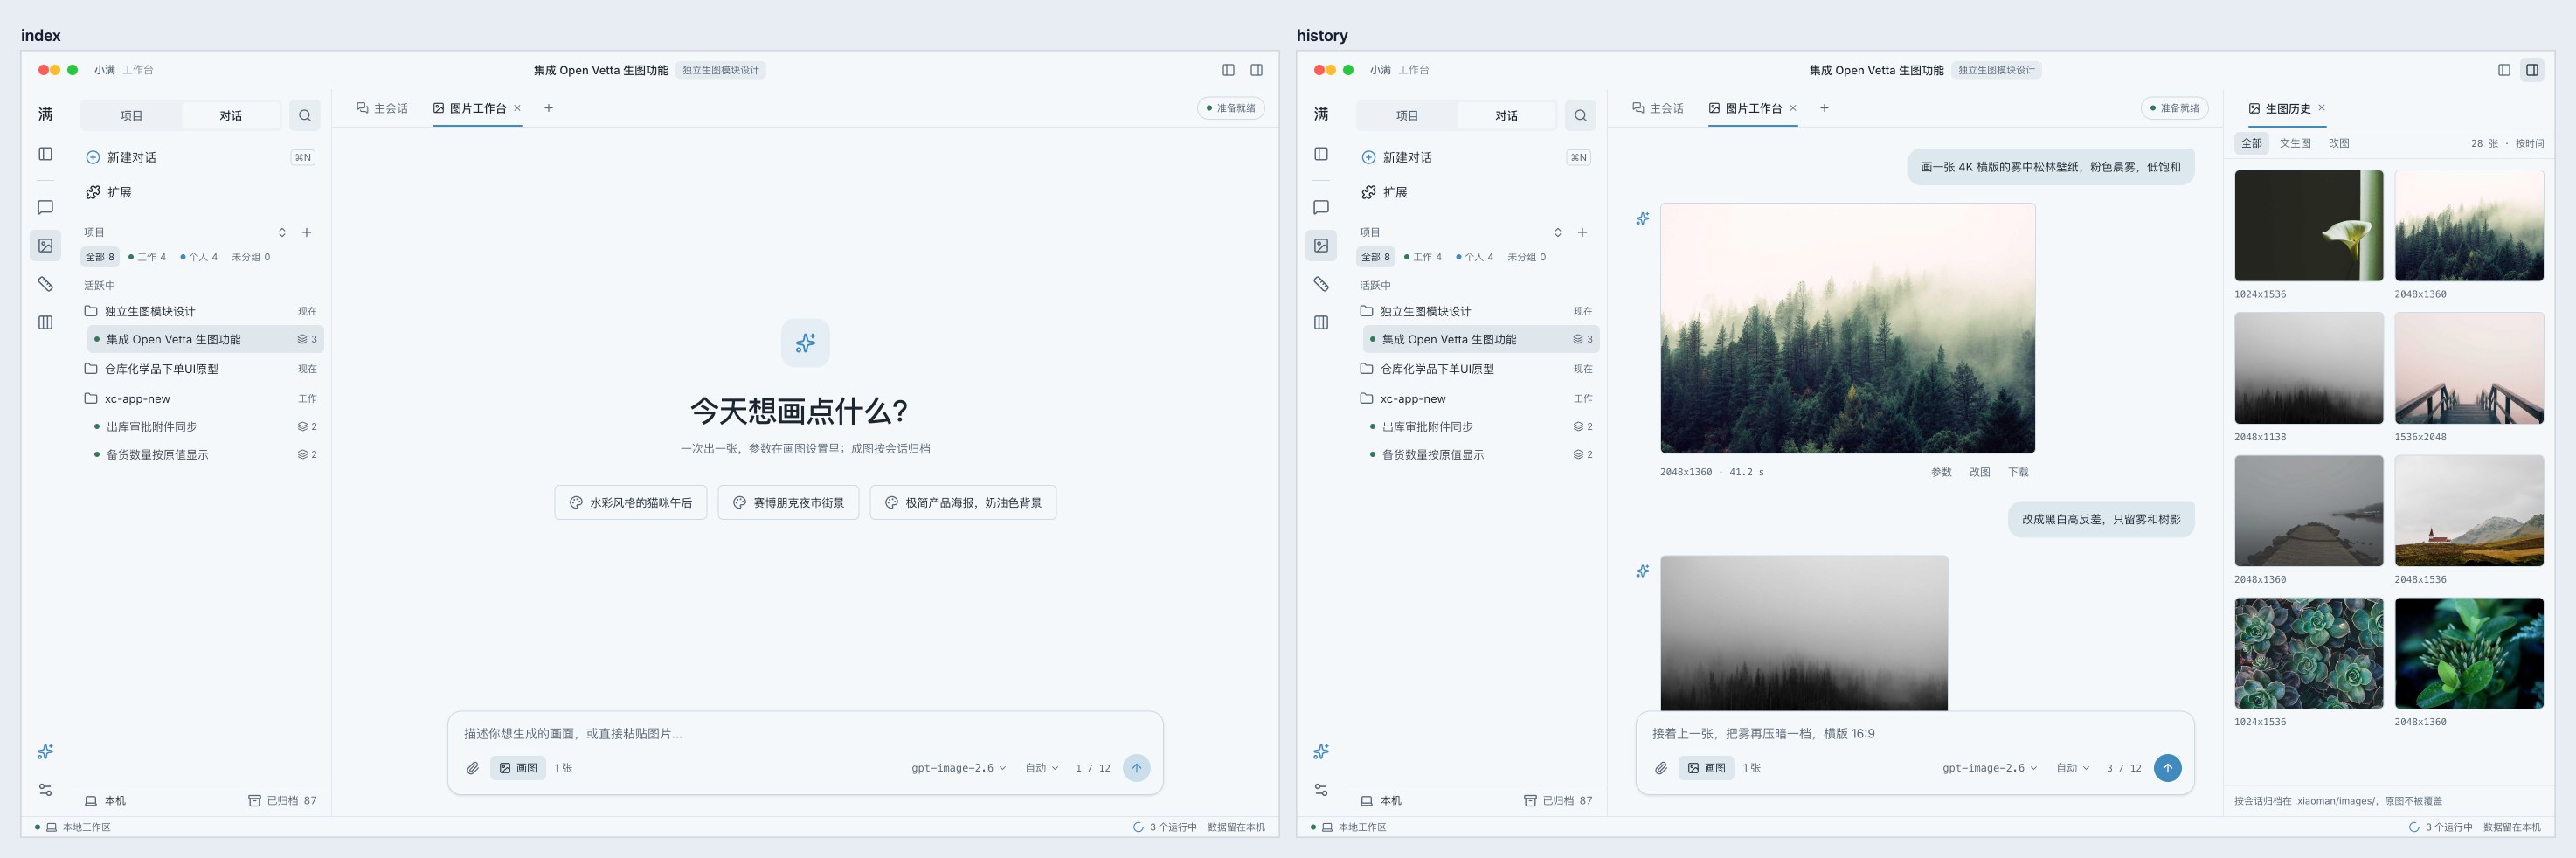 index
小满 工作台
集成 Open Vetta 生图功能 独立生图模块设计
满
项目 对话
新建对话 ⌘N
扩展
项目
全部 8 工作 4 个人 4 未分组 0
活跃中
独立生图模块设计 现在
集成 Open Vetta 生图功能 3
仓库化学品下单UI原型 现在
xc-app-new 工作
出库审批附件同步 2
备货数量按原值显示 2
本机 已归档 87
主会话 图片工作台 × +
准备就绪
今天想画点什么?
一次出一张，参数在画图设置里；成图按会话归档
水彩风格的猫咪午后 赛博朋克夜市街景 极简产品海报，奶油色背景
描述你想生成的画面，或直接粘贴图片...
画图 1 张 gpt-image-2.6 自动 1 / 12
本地工作区 3 个运行中 数据留在本机
history
小满 工作台
集成 Open Vetta 生图功能 独立生图模块设计
满
项目 对话
新建对话 ⌘N
扩展
项目
全部 8 工作 4 个人 4 未分组 0
活跃中
独立生图模块设计 现在
集成 Open Vetta 生图功能 3
仓库化学品下单UI原型 现在
xc-app-new 工作
出库审批附件同步 2
备货数量按原值显示 2
本机 已归档 87
主会话 图片工作台 × +
准备就绪
画一张 4K 横版的雾中松林壁纸，粉色晨雾，低饱和
2048x1360 · 41.2 s 参数 改图 下载
改成黑白高反差，只留雾和树影
接着上一张，把雾再压暗一档，横版 16:9
画图 1 张 gpt-image-2.6 自动 3 / 12
生图历史 ×
全部 文生图 改图 28 张 · 按时间
1024x1536 2048x1360
2048x1138 1536x2048
2048x1360 2048x1536
1024x1536 2048x1360
按会话归档在 .xiaoman/images/，原图不被覆盖
本地工作区 3 个运行中 数据留在本机